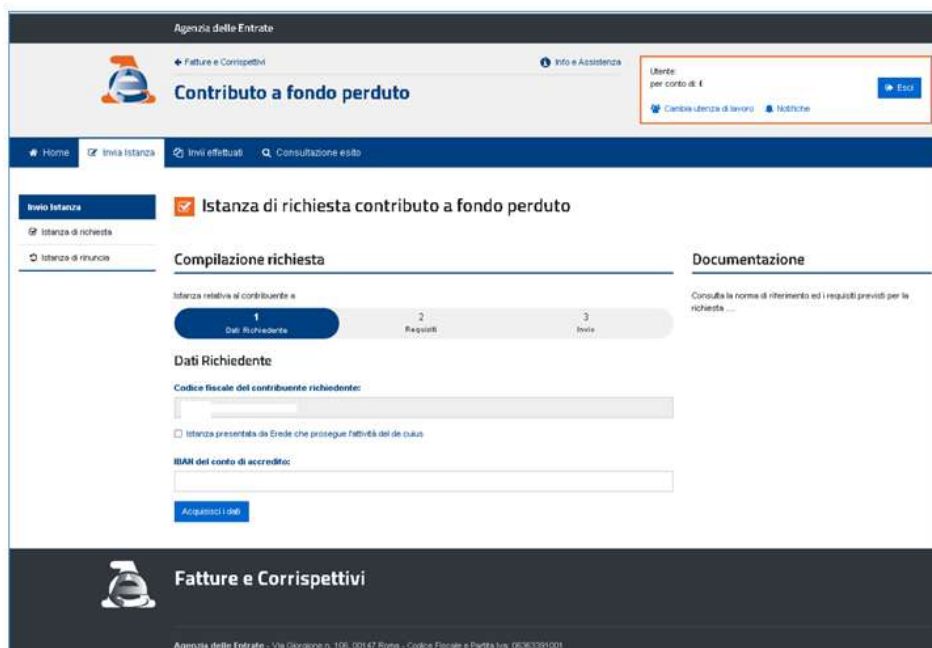 Agenzia delle Entrate
Fatture e Corrispettivi
Info e Assistenza
Contributo a fondo perduto
Utente:
per conto di:
Esci
Cambia utenza di lavoro
Notifiche
Home
Invia Istanza
Invii effettuati
Consultazione esito
Invio Istanza
Istanza di richiesta
Istanza di rinuncia
Istanza di richiesta contributo a fondo perduto
Compilazione richiesta
Istanza relativa al contribuente a
1
Dati Richiedente
2
Requisiti
3
Invio
Dati Richiedente
Codice fiscale del contribuente richiedente:
Istanza presentata da Erede che prosegue l'attività del de cuius
IBAN del conto di accredito:
Acquisisci i dati
Documentazione
Consulta la norma di riferimento ed i requisiti previsti per la
richiesta ....
Fatture e Corrispettivi
Agenzia delle Entrate - Via Giorgione n. 106, 00147 Roma - Codice Fiscale e Partita Iva: 06363391001